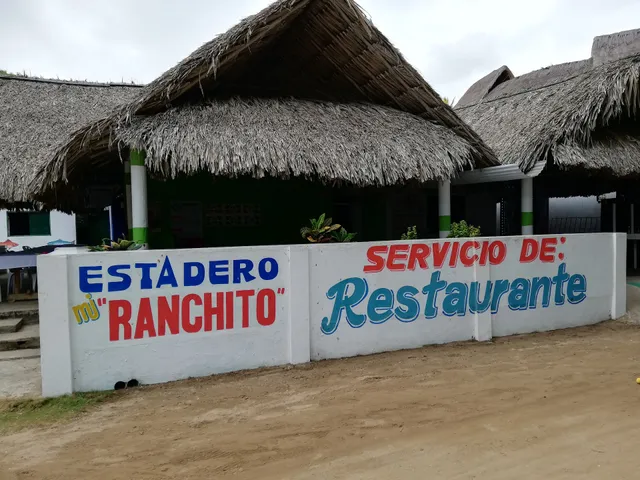 ESTADERO
mi "RANCHITO"
SERVICIO DE:
Restaurante